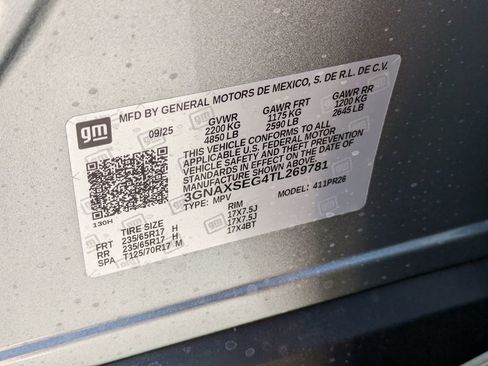 gm
MFD BY GENERAL MOTORS DE MEXICO, S. DE R.L. DE C.V.
09/25 GVWR GAWR FRT GAWR RR
2200 KG 1175 KG 1200 KG
4850 LB 2590 LB 2645 LB
THIS VEHICLE CONFORMS TO ALL
APPLICABLE U.S. FEDERAL MOTOR VEHICLE
SAFETY AND THEFT PREVENTION
STANDARDS IN EFFECT ON THE DATE OF
MANUFACTURE SHOWN ABOVE.
3GNAXSEG4TL269781
TYPE: MPV MODEL: 411PR26
130H
TIRE SIZE RIM
FRT 235/65R17 H 17X7.5J
RR 235/65R17 H 17X7.5J
SPA T125/70R17 M 17X4BT